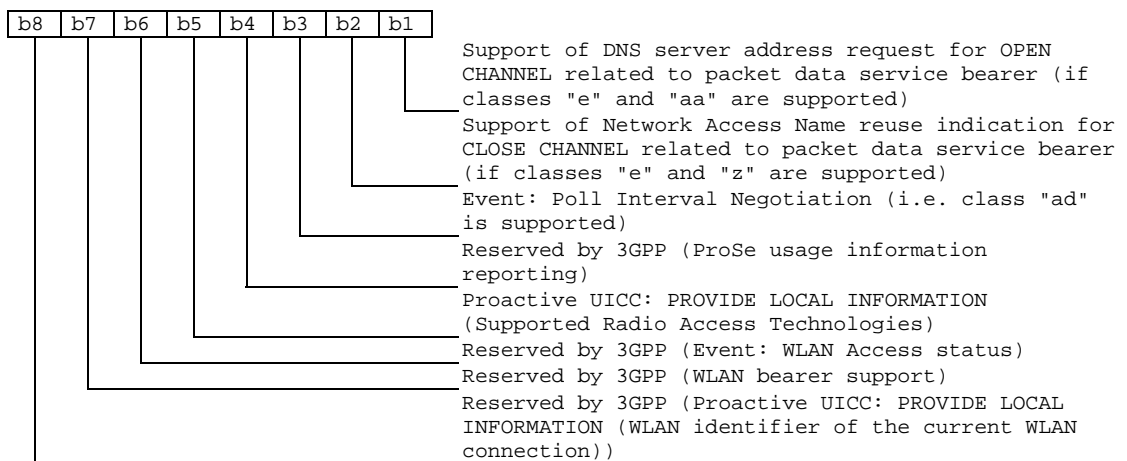 b8 b7 b6 b5 b4 b3 b2 b1
Support of DNS server address request for OPEN
CHANNEL related to packet data service bearer (if
classes "e" and "aa" are supported)
Support of Network Access Name reuse indication for
CLOSE CHANNEL related to packet data service bearer
(if classes "e" and "z" are supported)
Event: Poll Interval Negotiation (i.e. class "ad"
is supported)
Reserved by 3GPP (ProSe usage information
reporting)
Proactive UICC: PROVIDE LOCAL INFORMATION
(Supported Radio Access Technologies)
Reserved by 3GPP (Event: WLAN Access status)
Reserved by 3GPP (WLAN bearer support)
Reserved by 3GPP (Proactive UICC: PROVIDE LOCAL
INFORMATION (WLAN identifier of the current WLAN
connection))